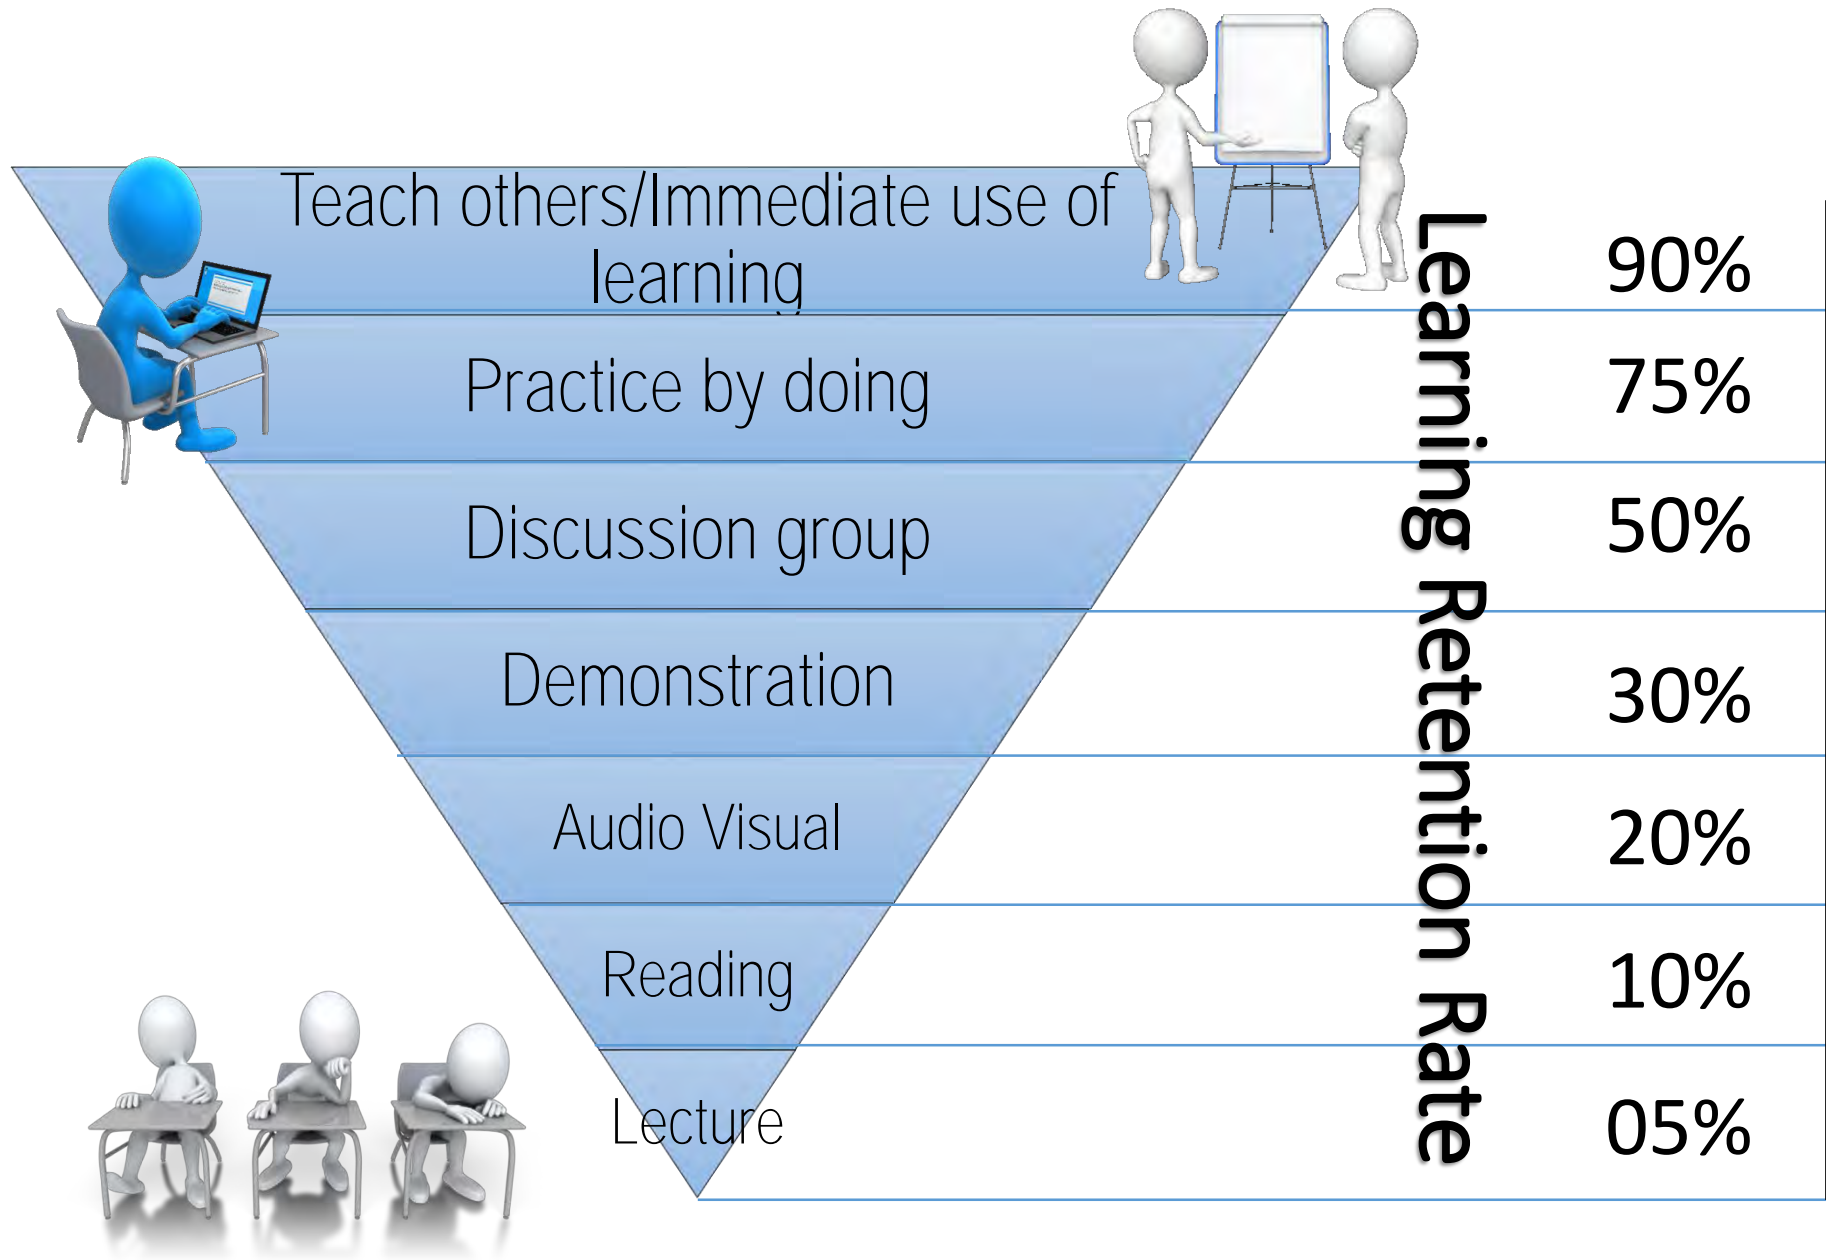 Teach others/Immediate use of
learning
90%
Practice by doing
75%
Discussion group
50%
Demonstration
30%
Audio Visual
20%
Reading
10%
Lecture
05%
Learning Retention Rate